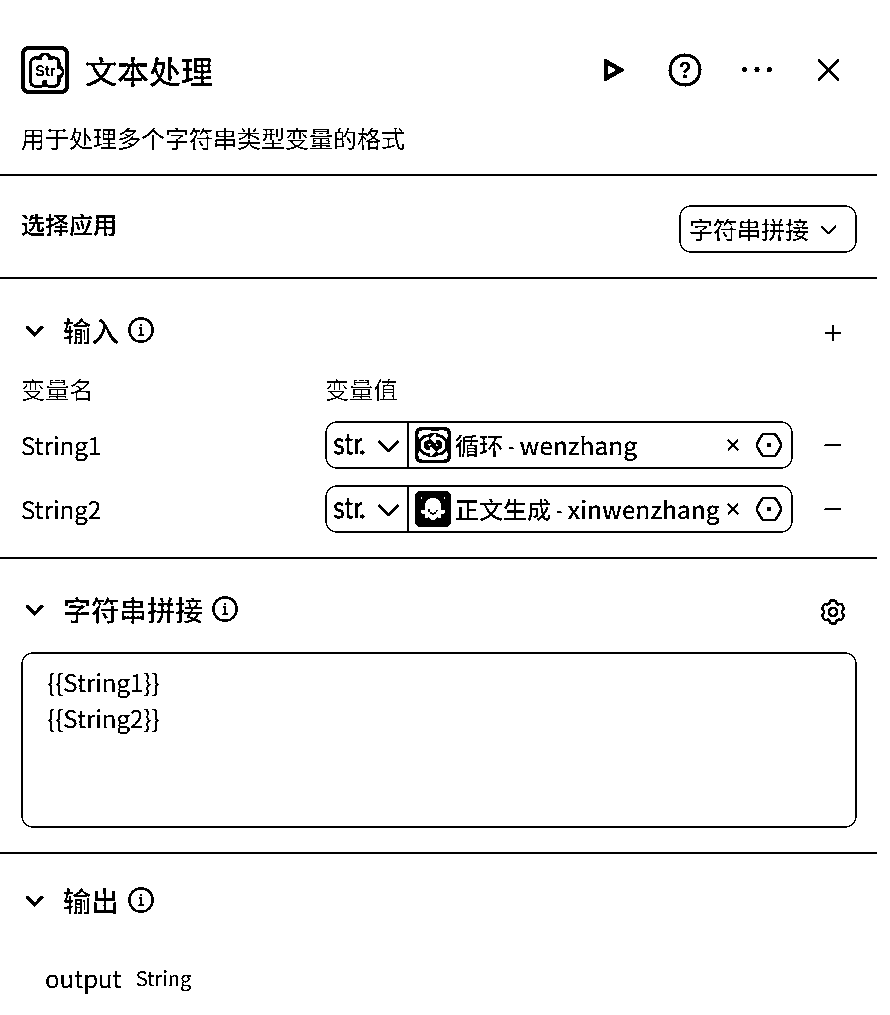 Str 文本处理
用于处理多个字符串类型变量的格式
选择应用 字符串拼接
输入
变量名 变量值
String1 str. 循环 - wenzhang
String2 str. 正文生成 - xinwenzhang
字符串拼接
{{String1}}
{{String2}}
输出
output String